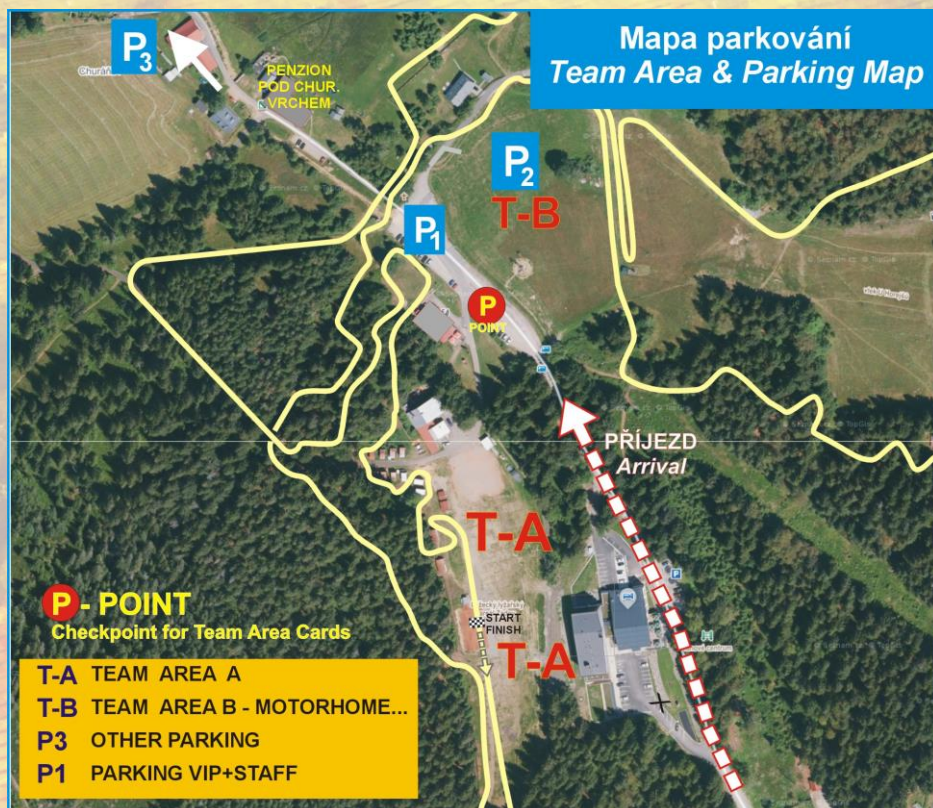 Mapa parkování
Team Area & Parking Map
P3
PENZION
POD CHUR.
VRCHEM
P2
T-B
P1
P
POINT
PŘÍJEZD
Arrival
T-A
START
FINISH
T-A
P
P - POINT
Checkpoint for Team Area Cards
T-A TEAM AREA A
T-B TEAM AREA B - MOTORHOME...
P3 OTHER PARKING
P1 PARKING VIP+STAFF